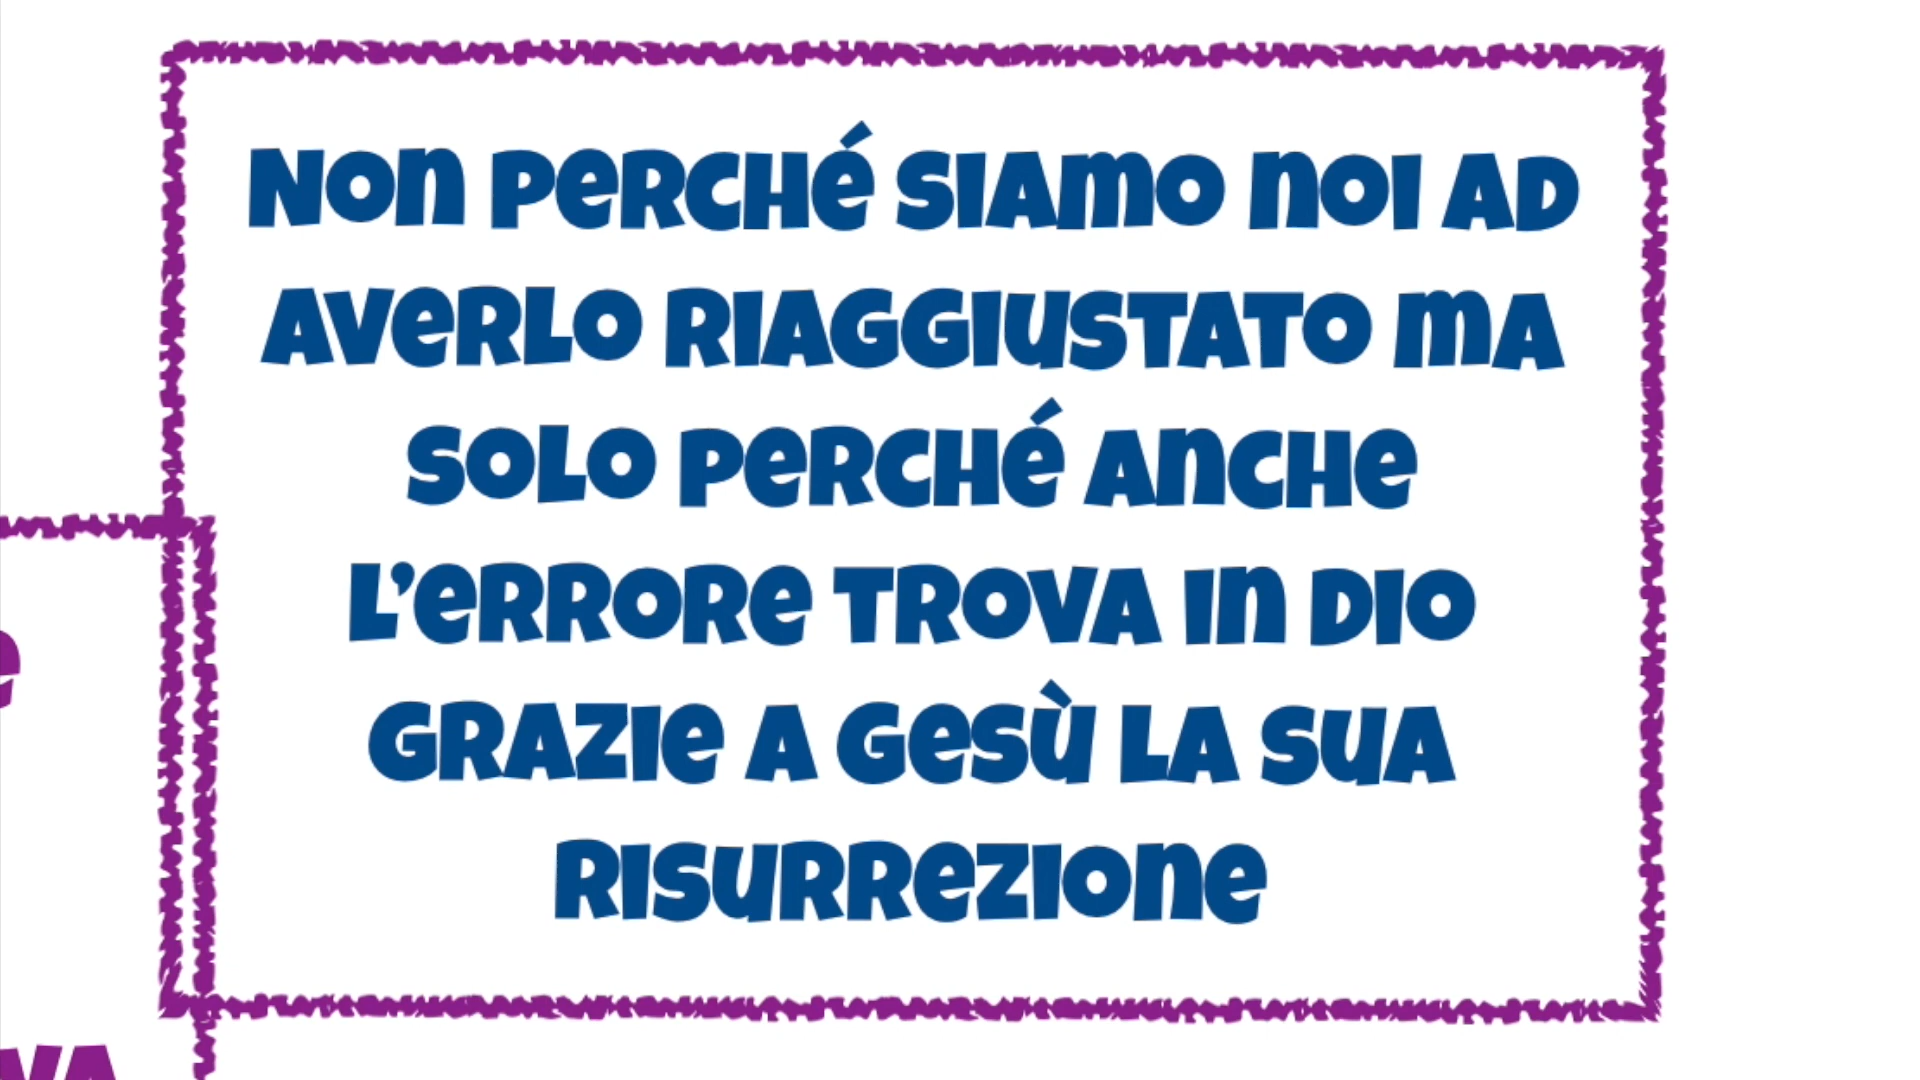 Non perché siamo noi ad
averlo riaggiustato ma
solo perché anche
l'errore trova in Dio
grazie a Gesù la sua
risurrezione